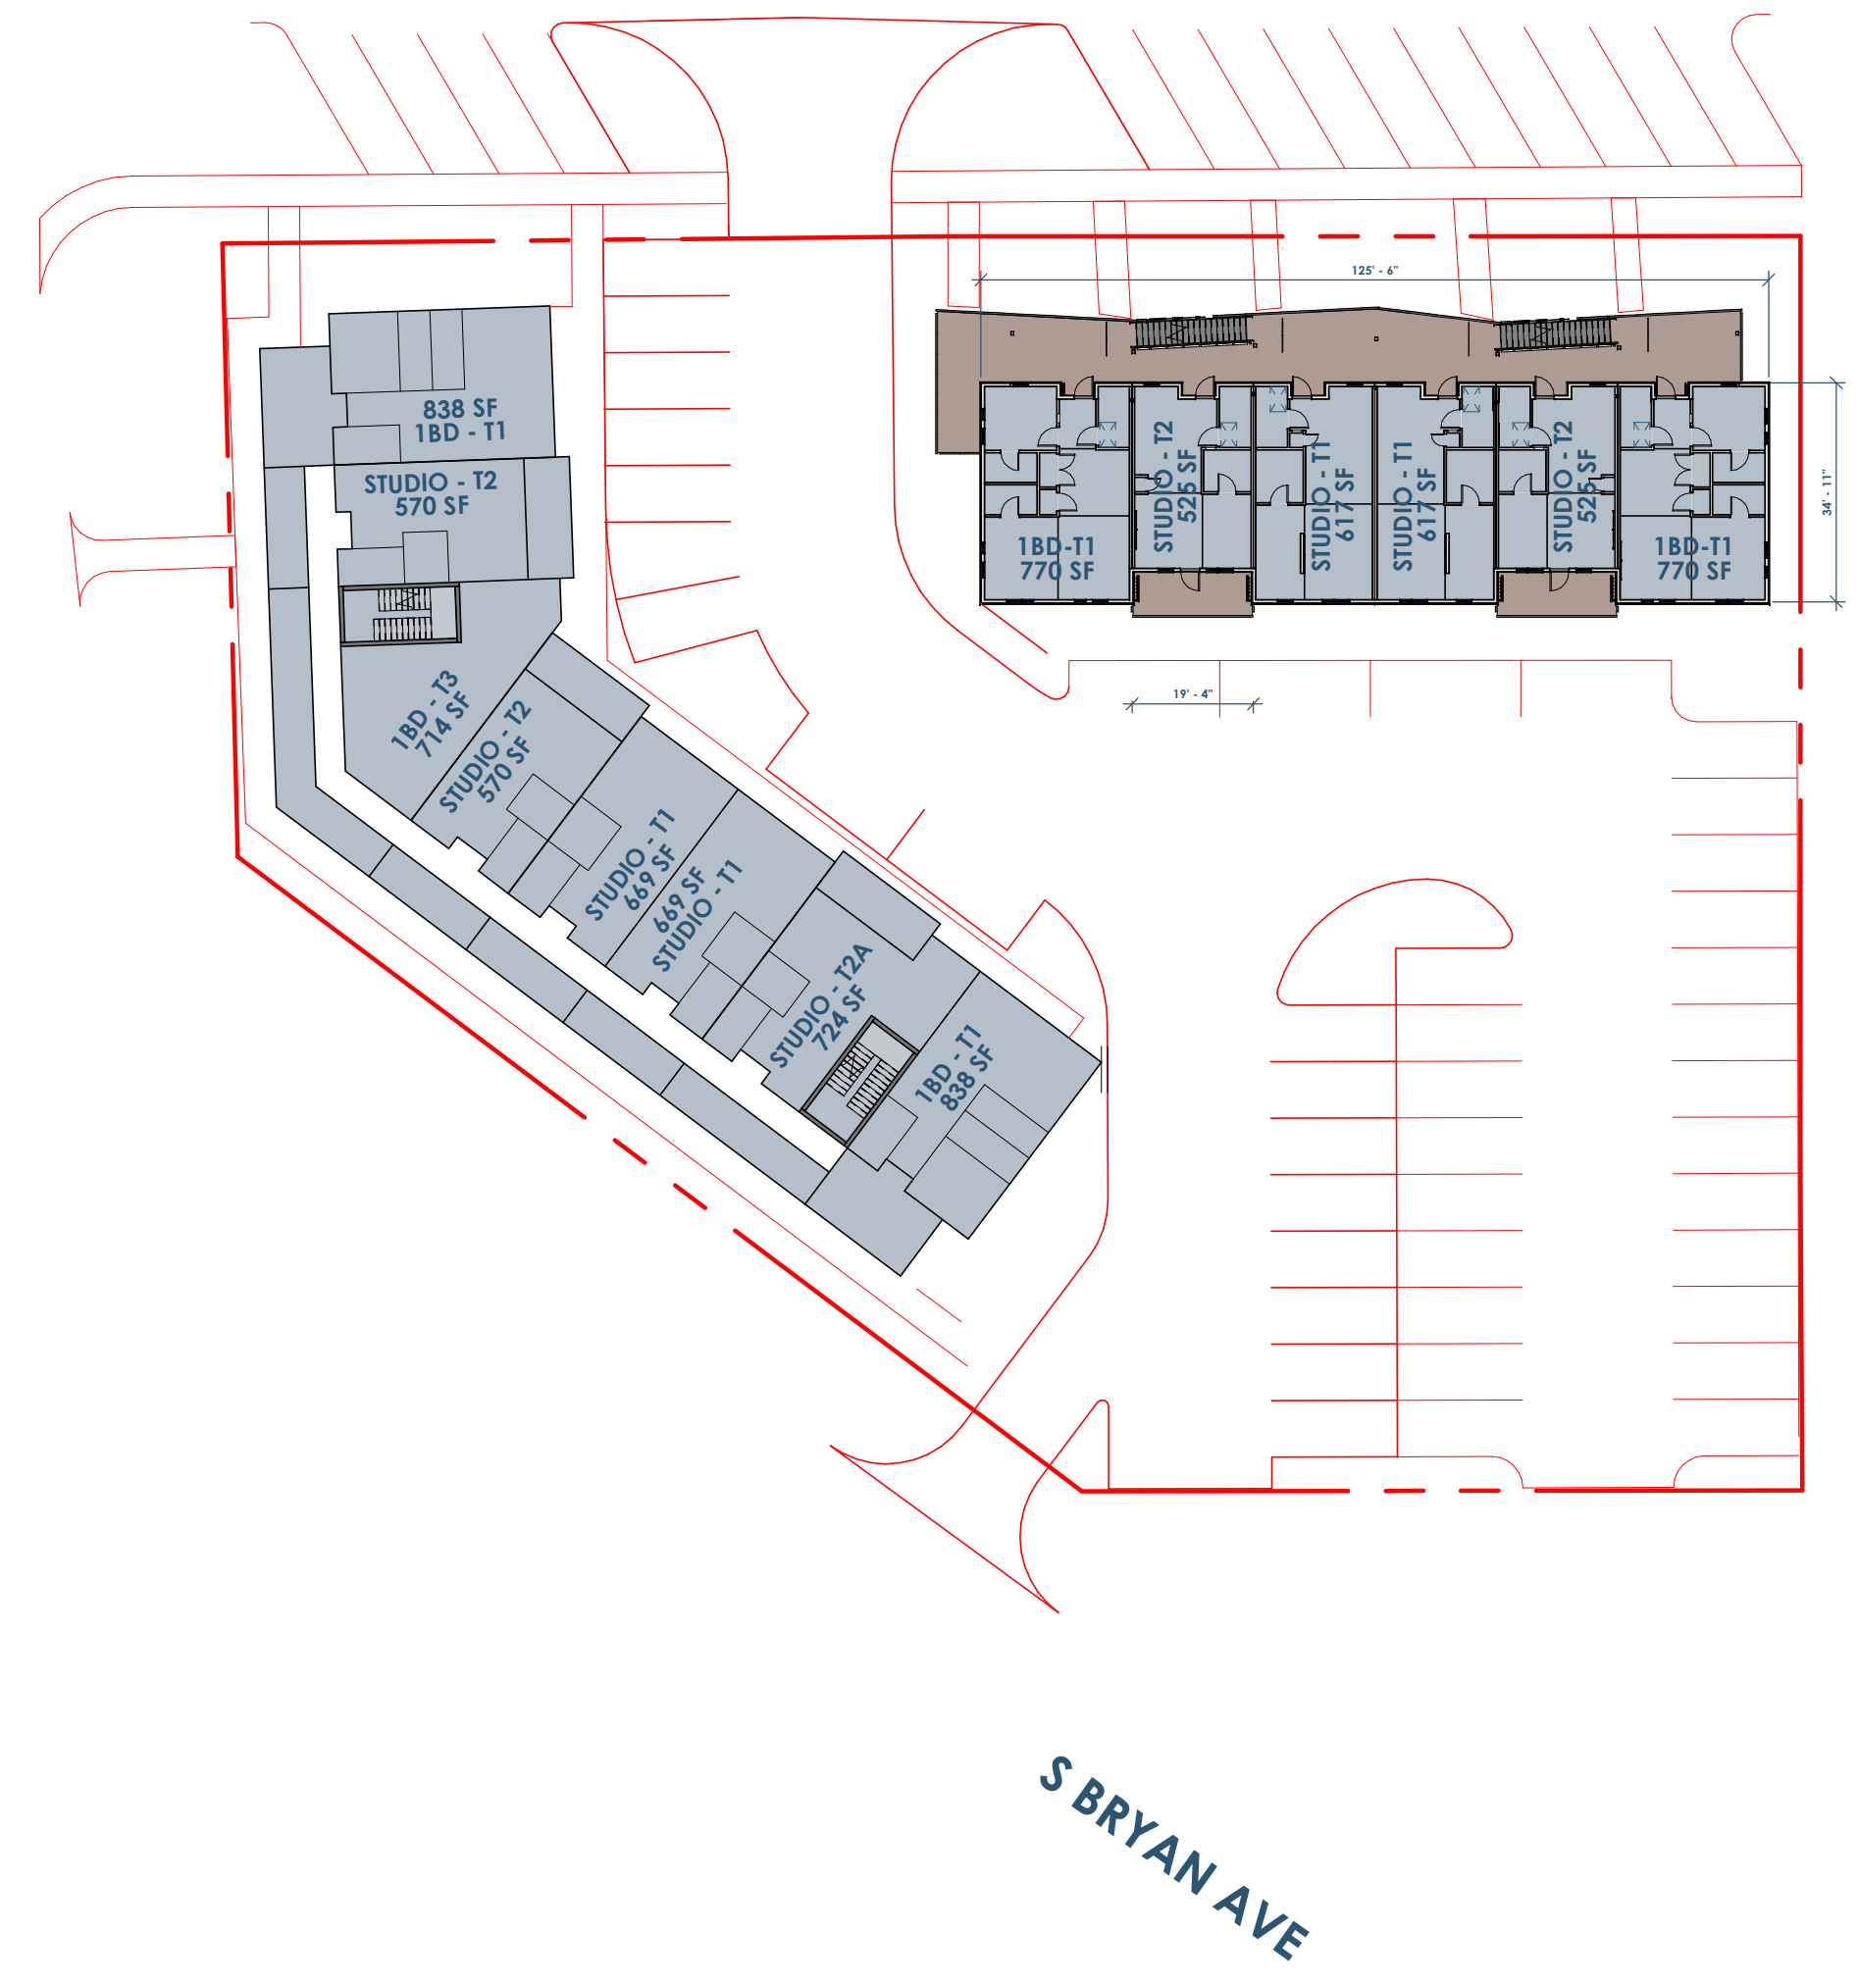 125' - 6"
838 SF
1BD - T1
STUDIO - T2
570 SF
1BD - T3
714 SF
STUDIO - T2
570 SF
STUDIO - T1
669 SF
669 SF
STUDIO - T1
STUDIO - T2A
724 SF
1BD - T1
838 SF
1BD-T1
770 SF
STUDIO - T2
525 SF
STUDIO - T1
617 SF
STUDIO - T1
617 SF
STUDIO - T2
525 SF
1BD-T1
770 SF
34' - 11"
19' - 4"
S BRYAN AVE